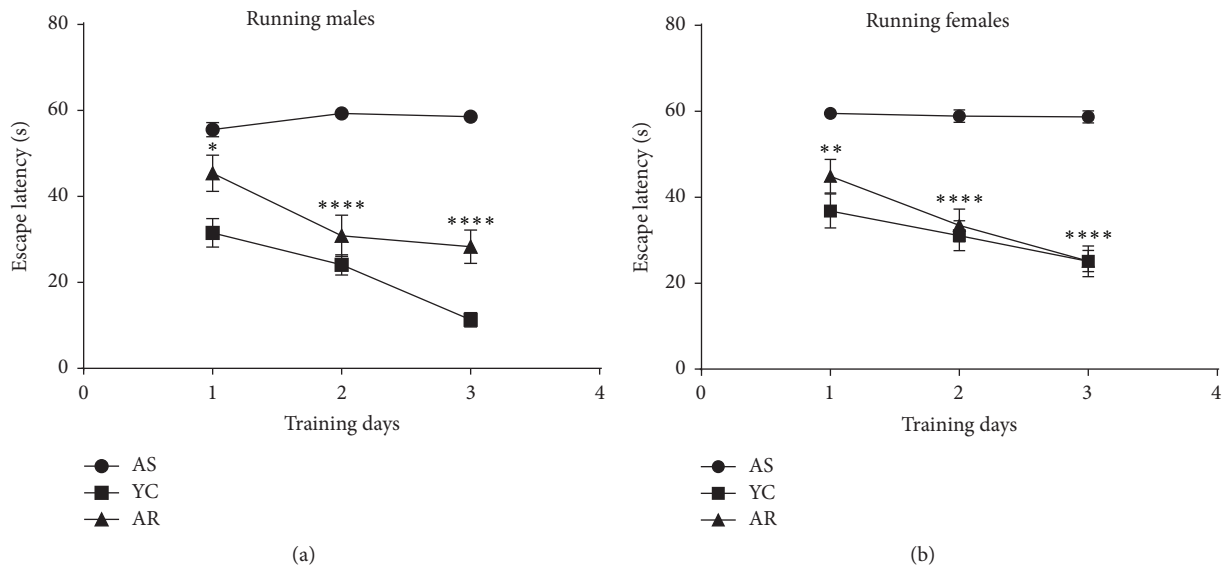 Running males
80
60
40
20
0
Escape latency (s)
*
****
****
0 1 2 3 4
Training days
AS
YC
AR
(a)
Running females
80
60
40
20
0
Escape latency (s)
**
****
****
0 1 2 3 4
Training days
AS
YC
AR
(b)